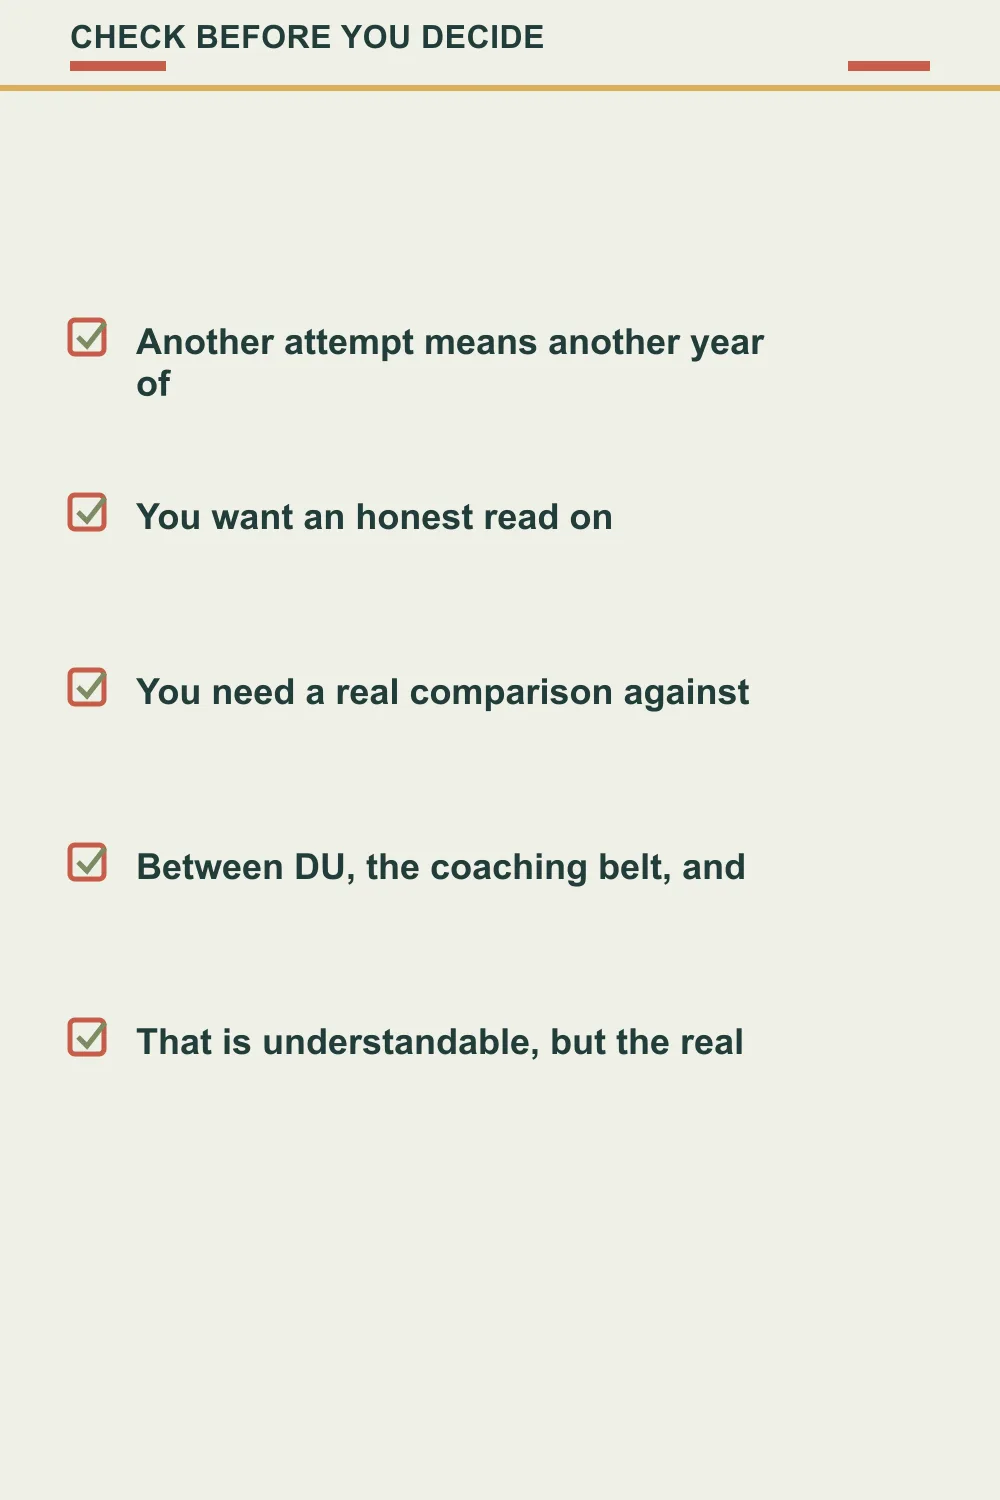 CHECK BEFORE YOU DECIDE
Another attempt means another year
of
You want an honest read on
You need a real comparison against
Between DU, the coaching belt, and
That is understandable, but the real